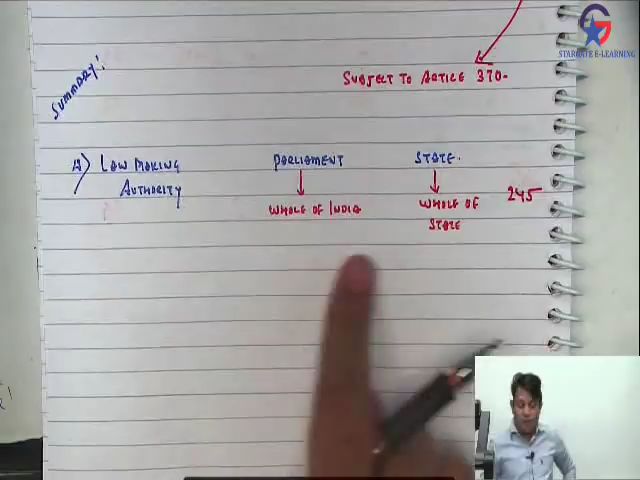 STARGATE E-LEARNING
SUBJECT TO ARTICLE 370.
SUMMARY:
A) LAW MAKING AUTHORITY
PARLIAMENT
WHOLE OF INDIA
STATE.
WHOLE OF STATE
245